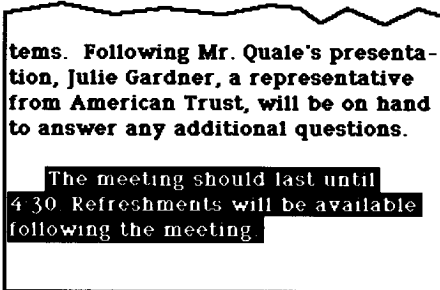 tems. Following Mr. Quale's presenta-
tion, Julie Gardner, a representative
from American Trust, will be on hand
to answer any additional questions.
The meeting should last until
4:30. Refreshments will be available
following the meeting.